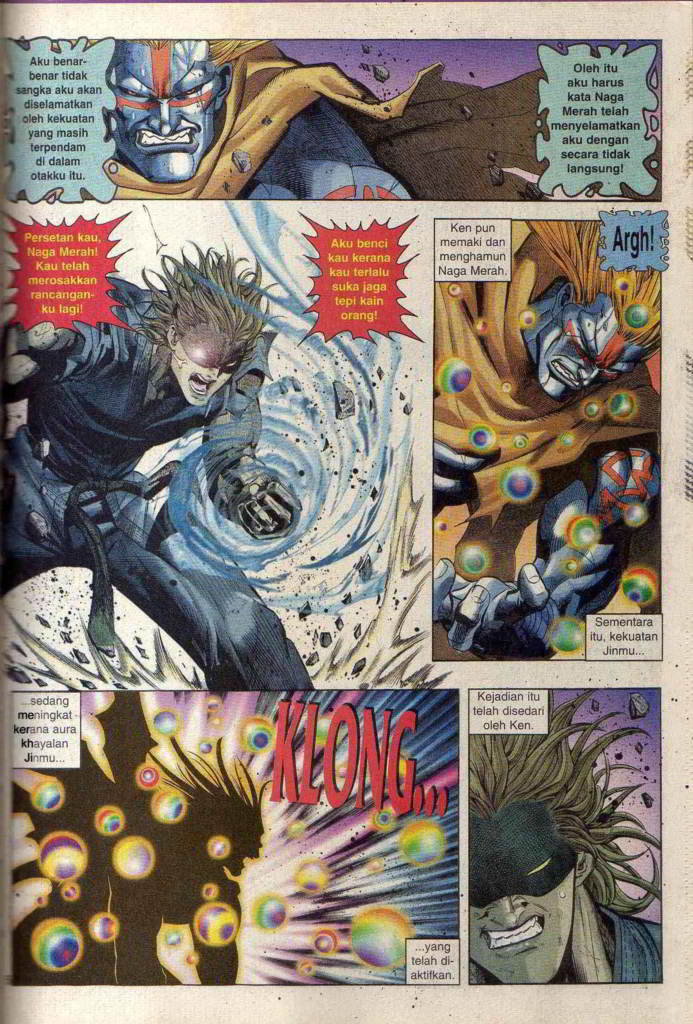 Aku benar-
benar tidak
sangka aku akan
diselamatkan
oleh kekuatan
yang masih
terpendam
di dalam
otakku itu.
Oleh itu
aku harus
kata Naga
Merah telah
menyelamatkan
aku dengan
secara tidak
langsung!
Persetan kau,
Naga Merah!
Kau telah
merosakkan
rancangan-
ku lagi!
Aku benci
kau kerana
kau terlalu
suka jaga
tepi kain
orang!
Ken pun
memaki dan
menghamun
Naga Merah.
Argh!
Sementara
itu, kekuatan
Jinmu...
...sedang
meningkat
kerana aura
khayalan
Jinmu...
KLONG...
...yang
telah di-
aktifkan.
Kejadian itu
telah disedari
oleh Ken.